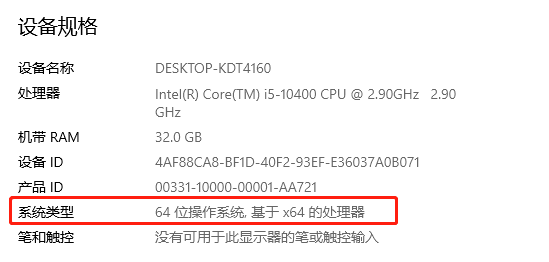 设备规格
设备名称 DESKTOP-KDT4160
处理器 Intel(R) Core(TM) i5-10400 CPU @ 2.90GHz 2.90
GHz
机带 RAM 32.0 GB
设备 ID 4AF88CA8-BF1D-40F2-93EF-E36037A0B071
产品 ID 00331-10000-00001-AA721
系统类型 64 位操作系统, 基于 x64 的处理器
笔和触控 没有可用于此显示器的笔或触控输入